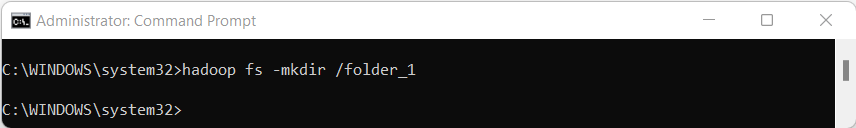 Administrator: Command Prompt
C:\WINDOWS\system32>hadoop fs -mkdir /folder_1
C:\WINDOWS\system32>